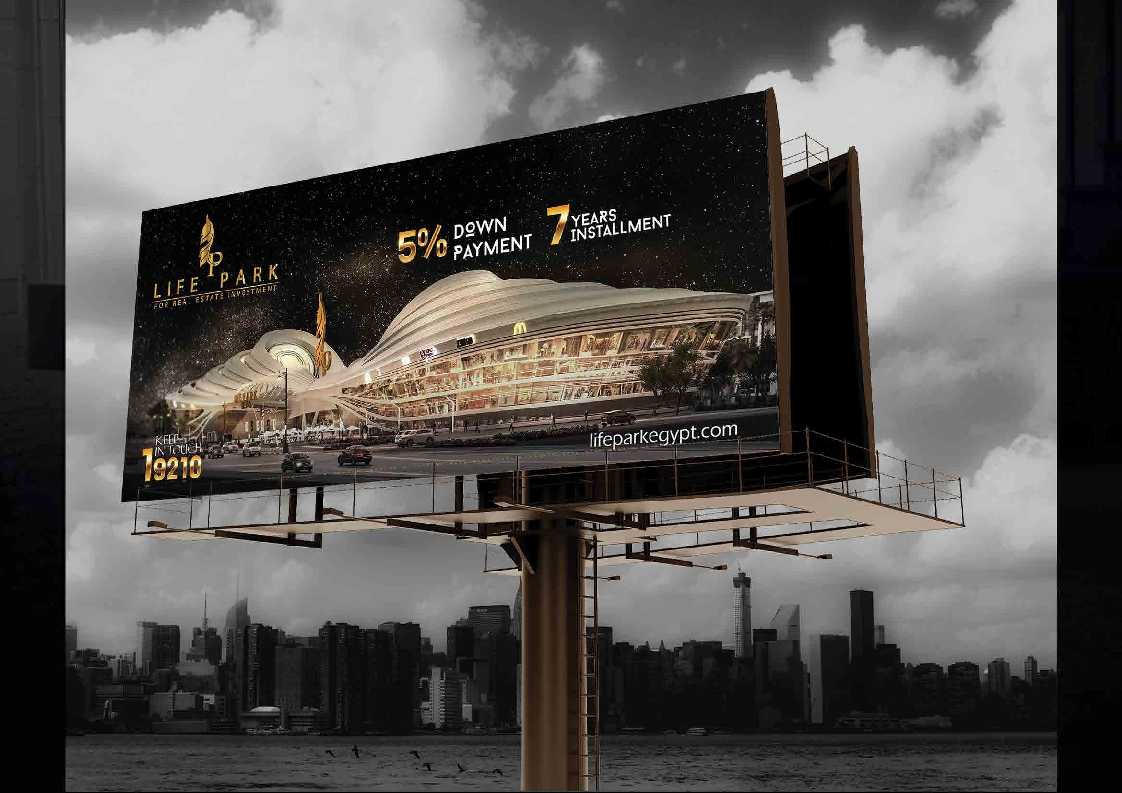 LIFE PARK
FOR REAL ESTATE INVESTMENT
5% DOWN
PAYMENT
7 YEARS
INSTALLMENT
lifeparkegypt.com
KEEP
IN TOUCH
19210